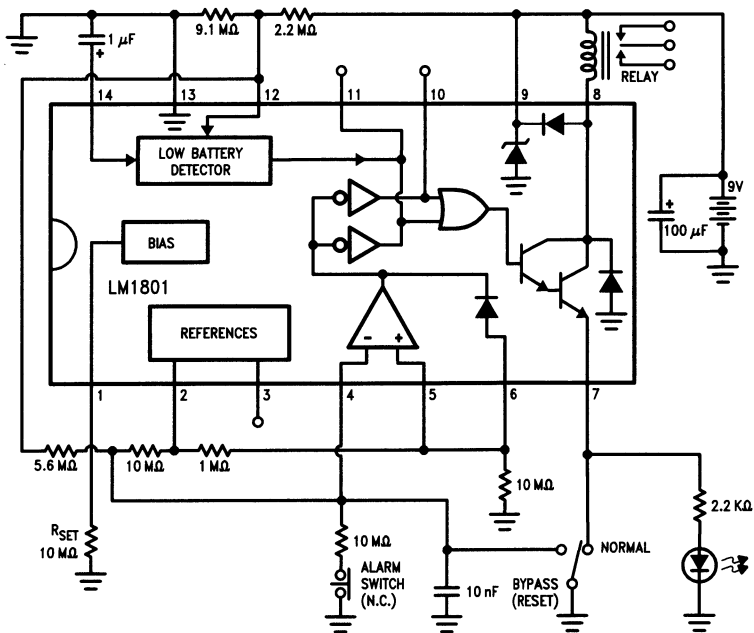 9.1 MΩ
2.2 MΩ
1 μF
+
RELAY
14
13
12
11
10
9
8
LOW BATTERY
DETECTOR
9V
+
100 μF
BIAS
LM1801
REFERENCES
-
+
1
2
3
4
5
6
7
5.6 MΩ
10 MΩ
1 MΩ
10 MΩ
2.2 KΩ
RSET
10 MΩ
10 MΩ
NORMAL
ALARM
SWITCH
(N.C.)
10 nF
BYPASS
(RESET)